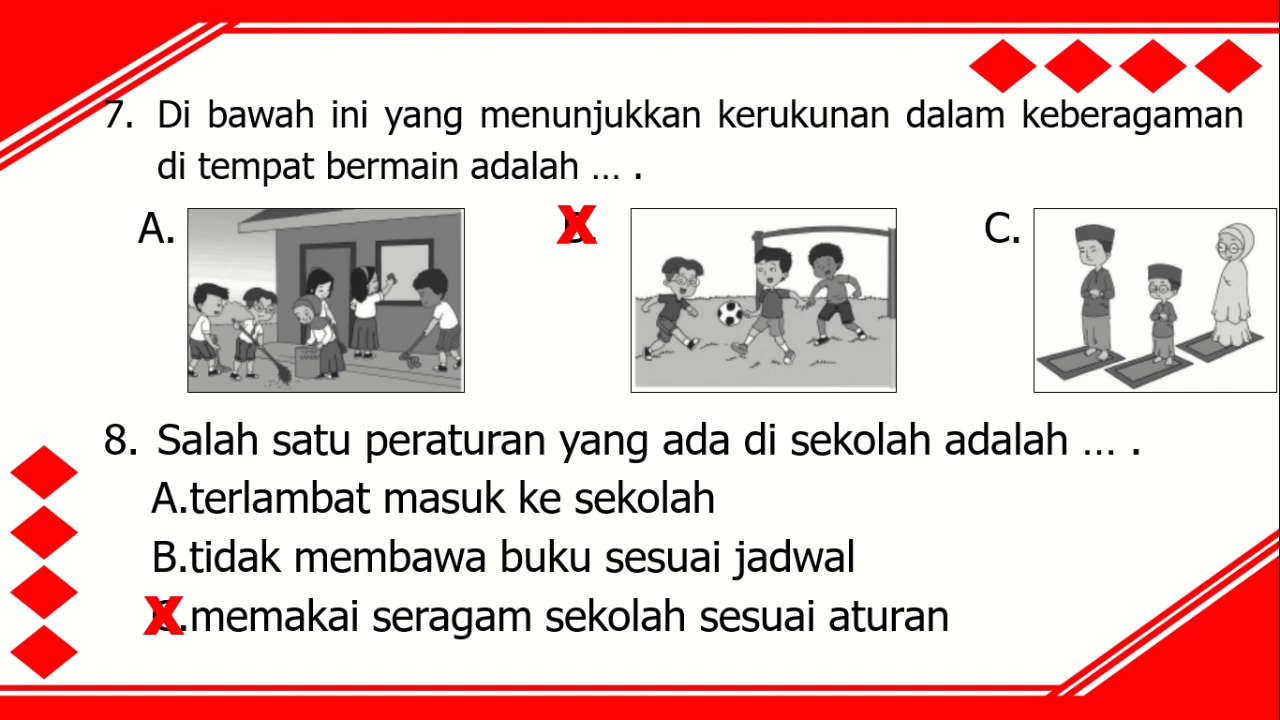 7. Di bawah ini yang menunjukkan kerukunan dalam keberagaman
di tempat bermain adalah ... .
A. X C.
8. Salah satu peraturan yang ada di sekolah adalah ... .
A.terlambat masuk ke sekolah
B.tidak membawa buku sesuai jadwal
X.memakai seragam sekolah sesuai aturan